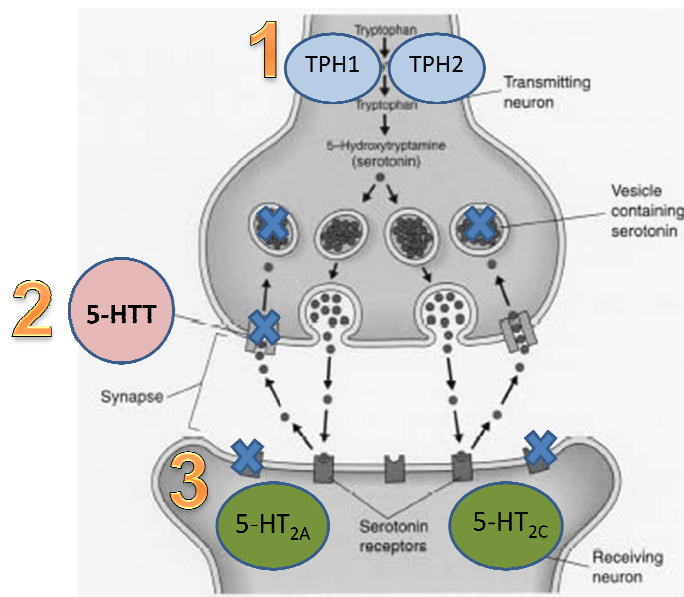 1
Tryptophan
TPH1
TPH2
Tryptophan
Transmitting
neuron
5–Hydroxytryptamine
(serotonin)
Vesicle
containing
serotonin
2
5-HTT
Synapse
3
5-HT2A
Serotonin
receptors
5-HT2C
Receiving
neuron